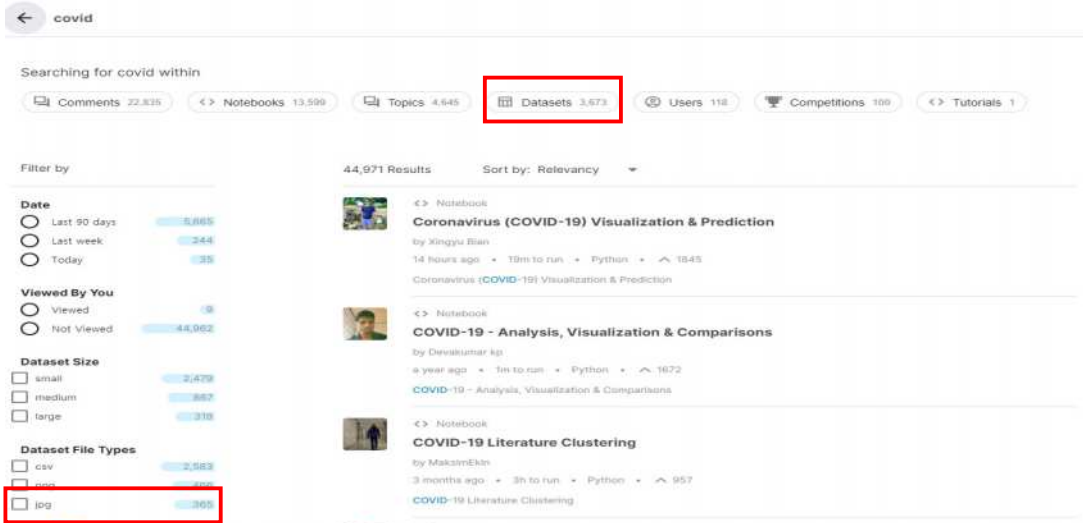 covid
Searching for covid within
Comments 22,835
Notebooks 13,599
Topics 4,645
Datasets 3,673
Users 118
Competitions 100
Tutorials 1
Filter by
44,971 Results
Sort by: Relevancy
Date
Last 90 days 5,665
Last week 244
Today 35
Viewed By You
Viewed 9
Not Viewed 44,962
Dataset Size
small 2,479
medium 867
large 318
Dataset File Types
csv 2,583
png 466
jpg 365
<> Notebook
Coronavirus (COVID-19) Visualization & Prediction
by Xingyu Bian
14 hours ago • 19m to run • Python • 1845
Coronavirus (COVID-19) Visualization & Prediction
<> Notebook
COVID-19 - Analysis, Visualization & Comparisons
by Devakumar kp
a year ago • 1m to run • Python • 1672
COVID-19 - Analysis, Visualization & Comparisons
<> Notebook
COVID-19 Literature Clustering
by MaksimEkin
3 months ago • 3h to run • Python • 957
COVID-19 Literature Clustering